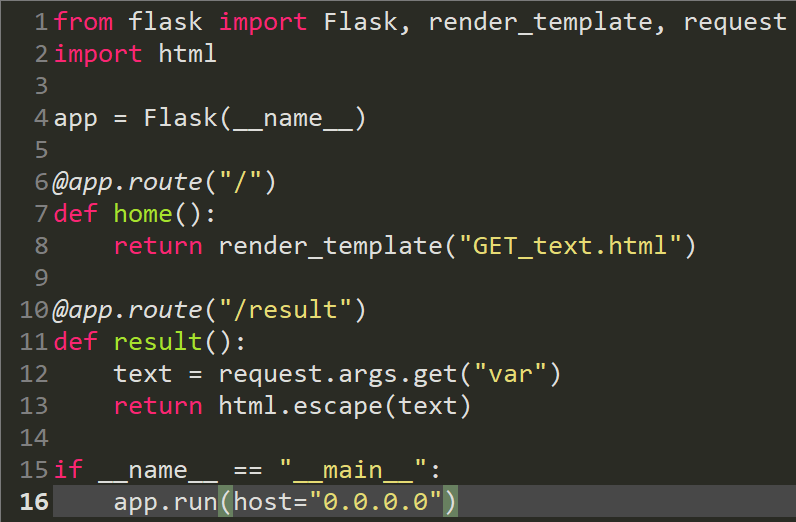 1 from flask import Flask, render_template, request
2 import html
3
4 app = Flask(__name__)
5
6 @app.route("/")
7 def home():
8     return render_template("GET_text.html")
9
10 @app.route("/result")
11 def result():
12     text = request.args.get("var")
13     return html.escape(text)
14
15 if __name__ == "__main__":
16     app.run(host="0.0.0.0")